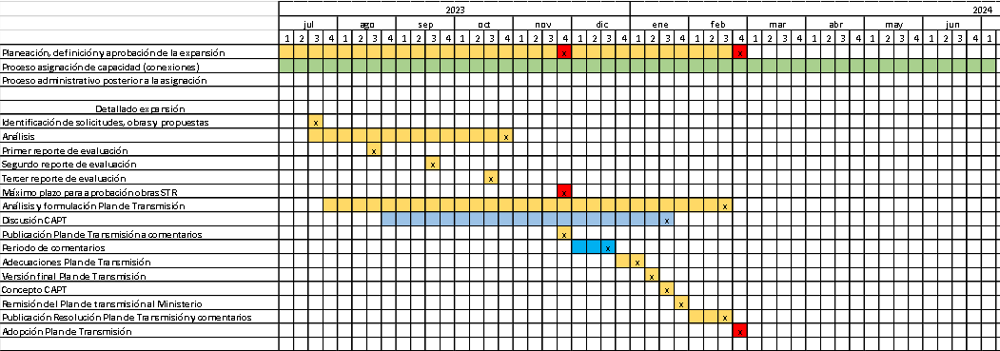 2023 2024
jul ago sep oct nov dic ene feb mar abr may jun
1 2 3 4 1 2 3 4 1 2 3 4 1 2 3 4 1 2 3 4 1 2 3 4 1 2 3 4 1 2 3 4 1 2 3 4 1 2 3 4 1 2 3 4 1 2 3 4 1
Planeación, definición y aprobación de la expansión x x
Proceso asignación de capacidad (conexiones)
Proceso administrativo posterior a la asignación
Detallado expansión
Identificación de solicitudes, obras y propuestas x
Análisis x
Primer reporte de evaluación x
Segundo reporte de evaluación x
Tercer reporte de evaluación x
Máximo plazo para aprobación obras STR x
Análisis y formulación Plan de Transmisión x
Discusión CAPT x
Publicación Plan de Transmisión a comentarios x
Periodo de comentarios x
Adecuaciones Plan de Transmisión x
Versión final Plan de Transmisión x
Concepto CAPT x
Remisión del Plan de transmisión al Ministerio x
Publicación Resolución Plan de Transmisión y comentarios x
Adopción Plan de Transmisión x